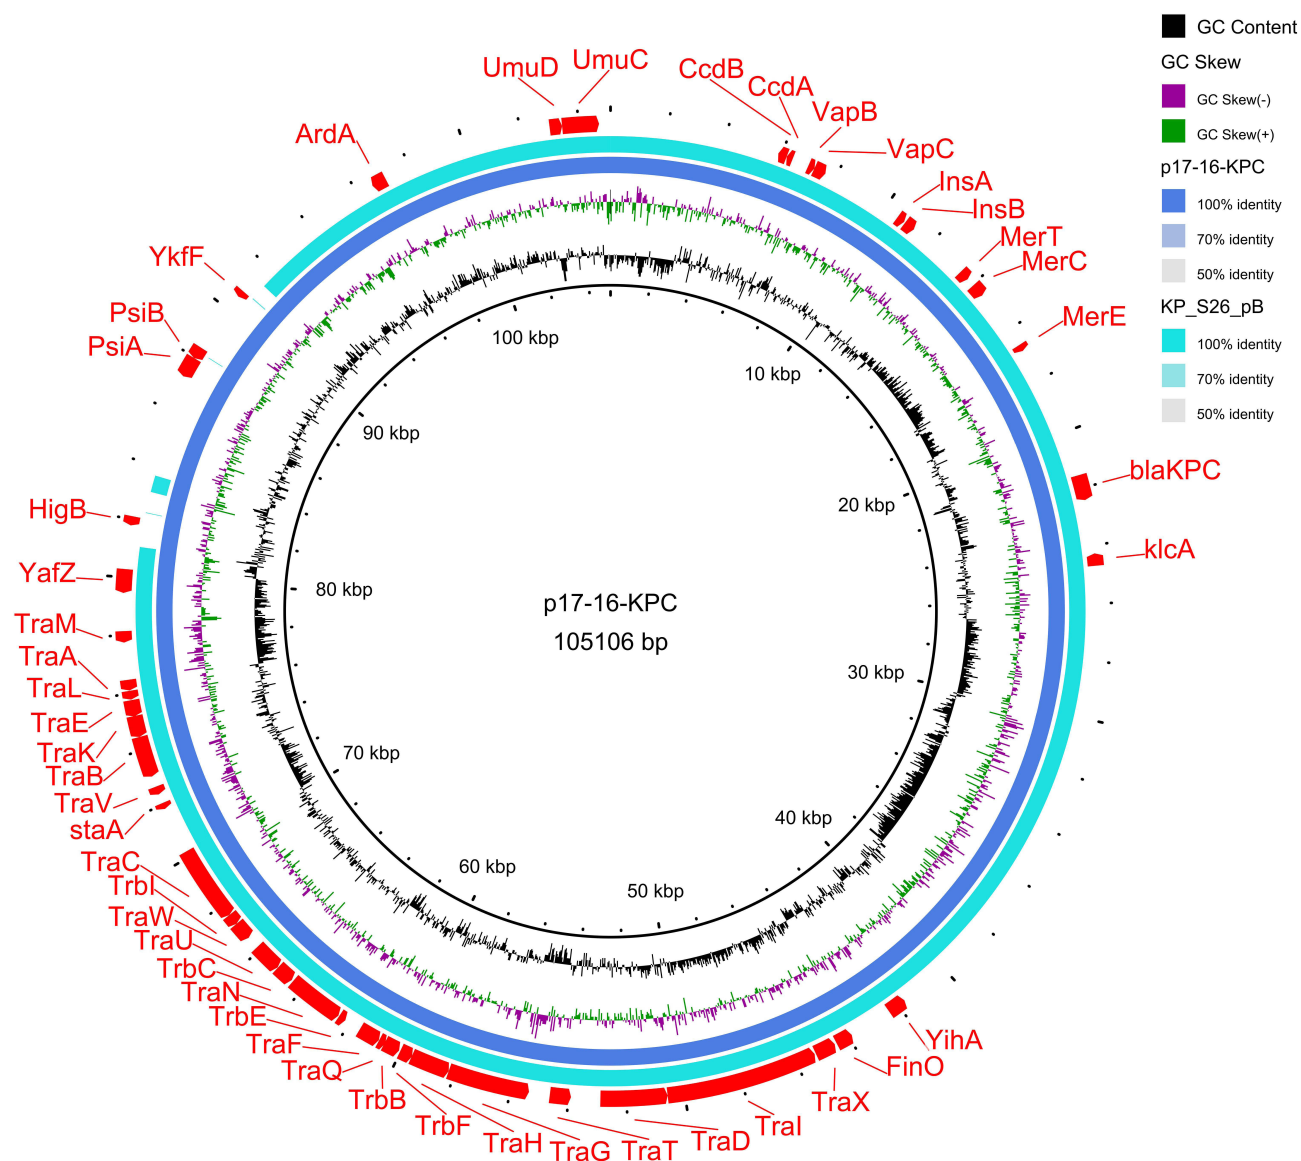 GC Content
GC Skew
GC Skew(-)
GC Skew(+)
p17-16-KPC
100% identity
70% identity
50% identity
KP_S26_pB
100% identity
70% identity
50% identity
UmuD
UmuC
CcdB
CcdA
VapB
VapC
InsA
InsB
MerT
MerC
MerE
blaKPC
klcA
YihA
FinO
TraX
TraI
TraD
TraT
TraG
TraH
TrbF
TrbB
TraQ
TraF
TrbE
TraN
TrbC
TraU
TraW
TrbI
TraC
staA
TraV
TraB
TraK
TraE
TraL
TraA
TraM
YafZ
HigB
PsiA
PsiB
YkfF
ArdA
10 kbp
20 kbp
30 kbp
40 kbp
50 kbp
60 kbp
70 kbp
80 kbp
90 kbp
100 kbp
p17-16-KPC
105106 bp